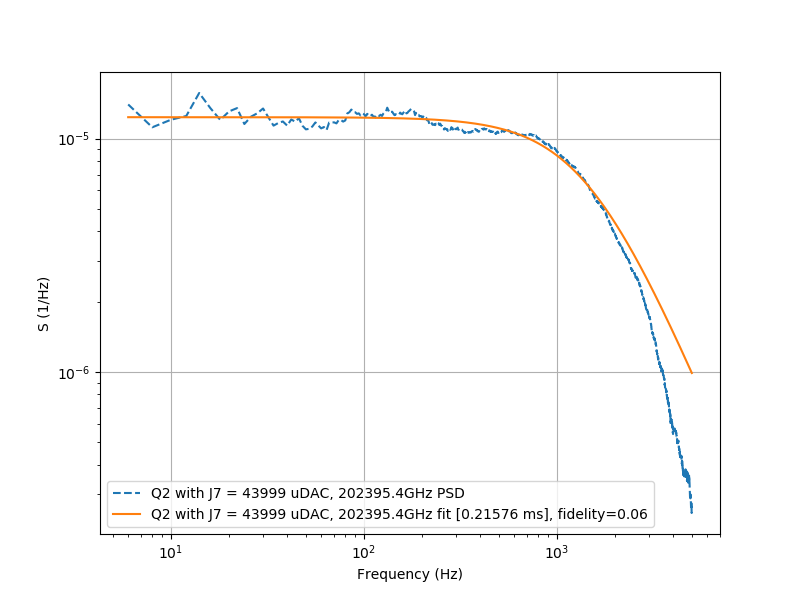 10⁻⁵
10⁻⁶
S (1/Hz)
Q2 with J7 = 43999 uDAC, 202395.4GHz PSD
Q2 with J7 = 43999 uDAC, 202395.4GHz fit [0.21576 ms], fidelity=0.06
10¹ 10² 10³
Frequency (Hz)